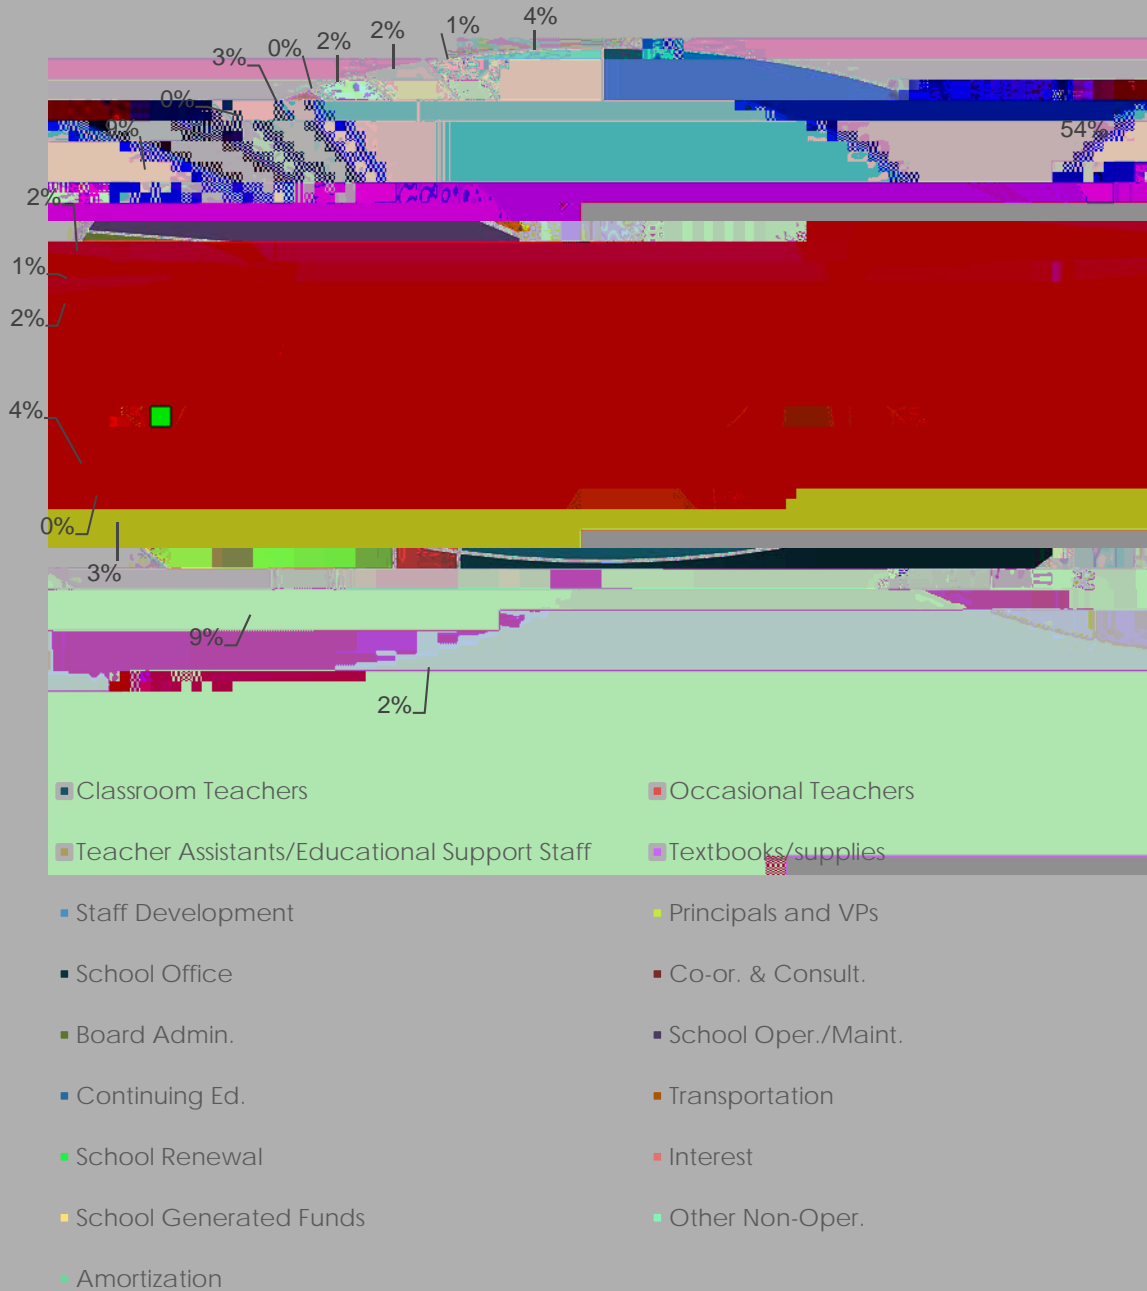 4%
1%
2%
2%
0%
3%
0%
0%
54%
2%
1%
2%
4%
0%
3%
9%
2%
Classroom Teachers
Occasional Teachers
Teacher Assistants/Educational Support Staff
Textbooks/supplies
Staff Development
Principals and VPs
School Office
Co-or. & Consult.
Board Admin.
School Oper./Maint.
Continuing Ed.
Transportation
School Renewal
Interest
School Generated Funds
Other Non-Oper.
Amortization